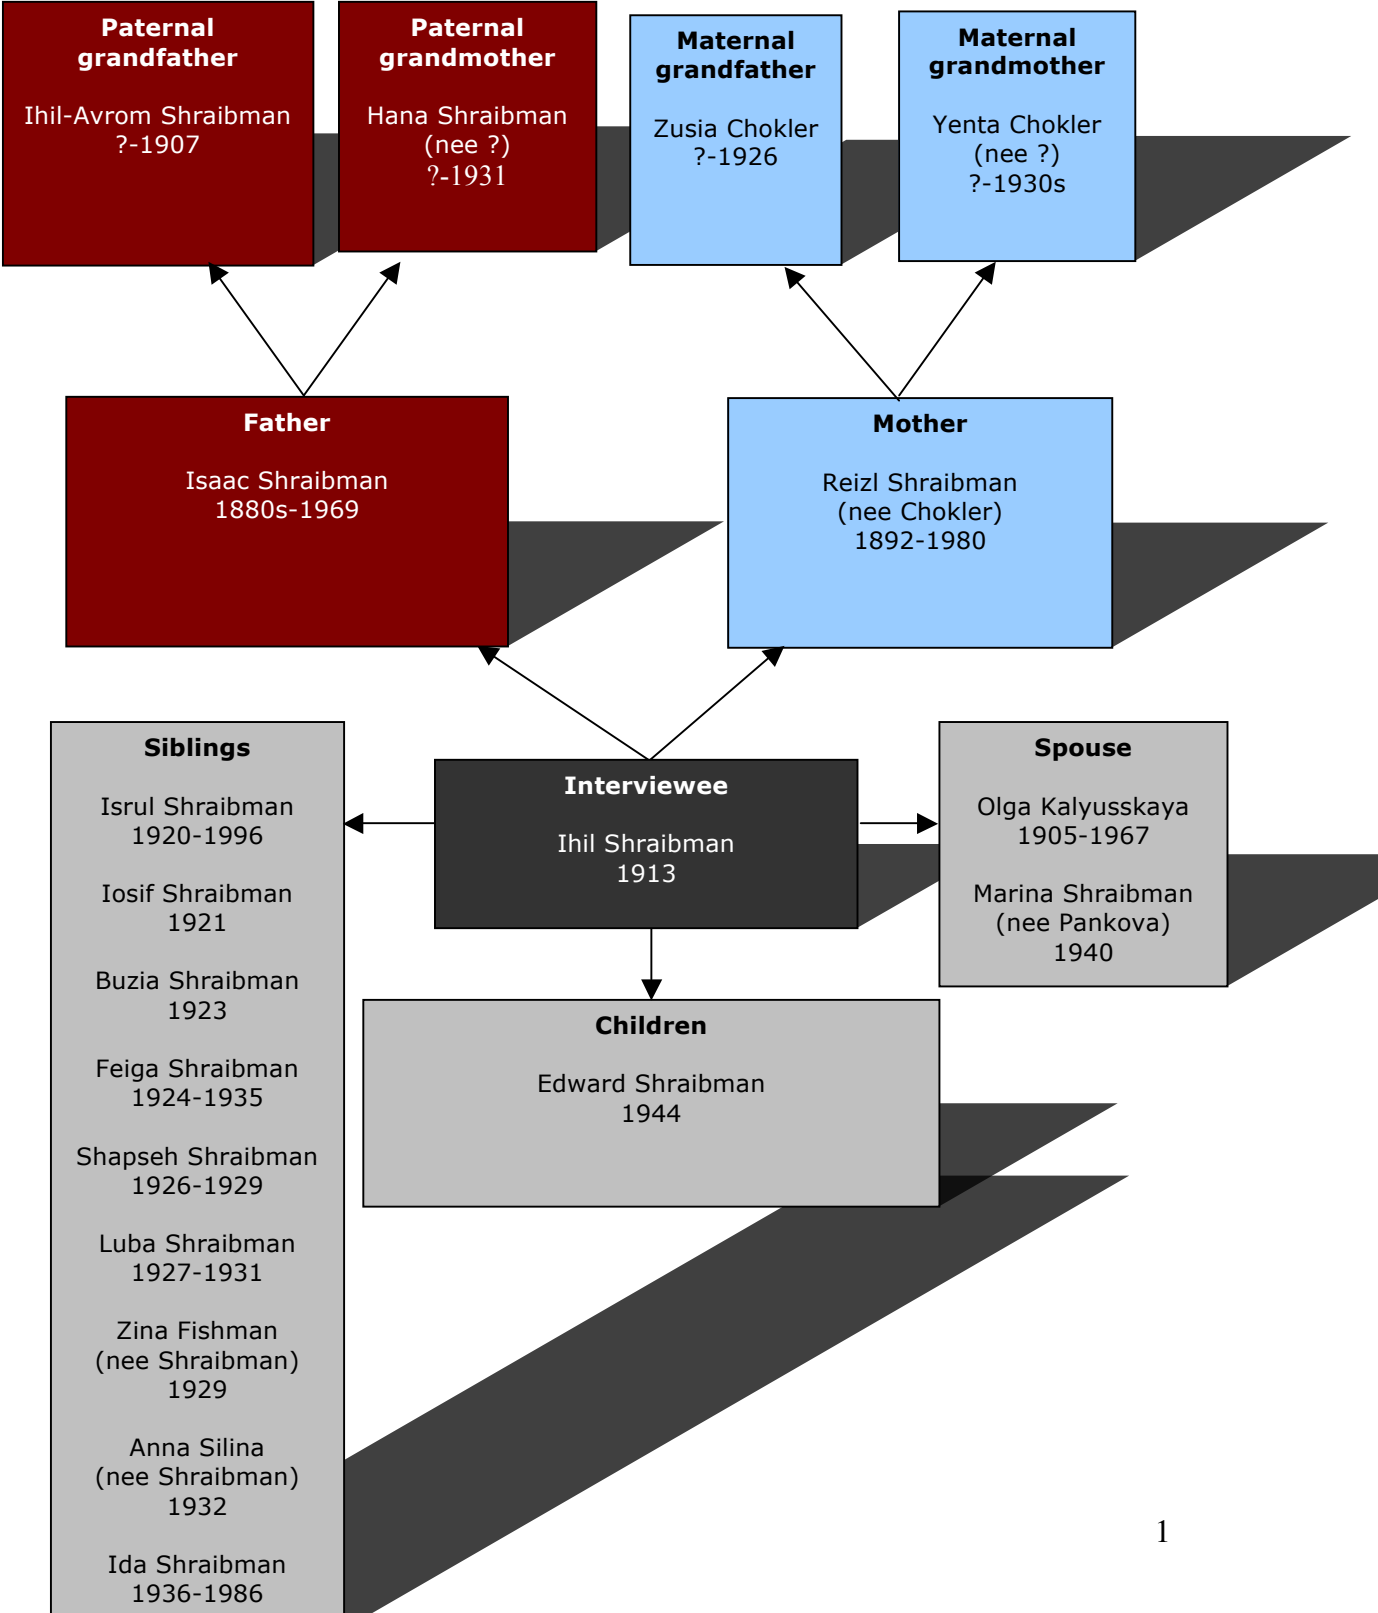 Paternal
grandfather
Ihil-Avrom Shraibman
?-1907
Paternal
grandmother
Hana Shraibman
(nee ?)
?-1931
Maternal
grandfather
Zusia Chokler
?-1926
Maternal
grandmother
Yenta Chokler
(nee ?)
?-1930s
Father
Isaac Shraibman
1880s-1969
Mother
Reizl Shraibman
(nee Chokler)
1892-1980
Siblings
Isrul Shraibman
1920-1996
Iosif Shraibman
1921
Buzia Shraibman
1923
Feiga Shraibman
1924-1935
Shapseh Shraibman
1926-1929
Luba Shraibman
1927-1931
Zina Fishman
(nee Shraibman)
1929
Anna Silina
(nee Shraibman)
1932
Ida Shraibman
1936-1986
Interviewee
Ihil Shraibman
1913
Spouse
Olga Kalyusskaya
1905-1967
Marina Shraibman
(nee Pankova)
1940
Children
Edward Shraibman
1944
1